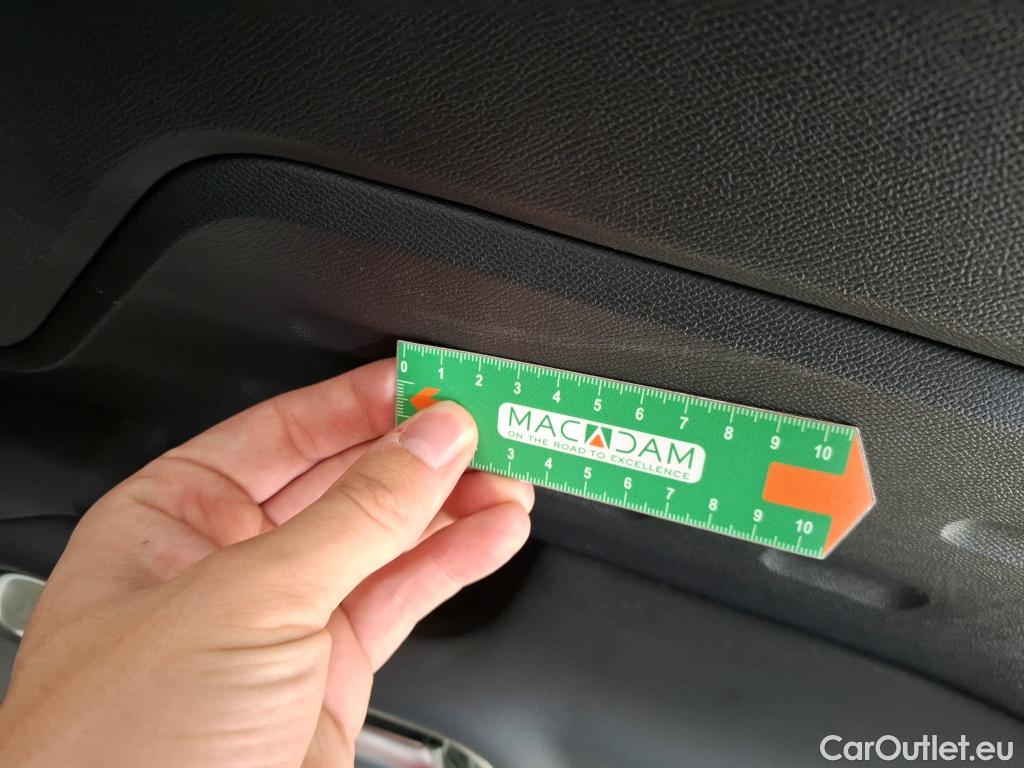 0 1 2 3 4 5 6 7 8 9 10
MACADAM
ON THE ROAD TO EXCELLENCE
3 4 5 6 7 8 9 10
CarOutlet.eu